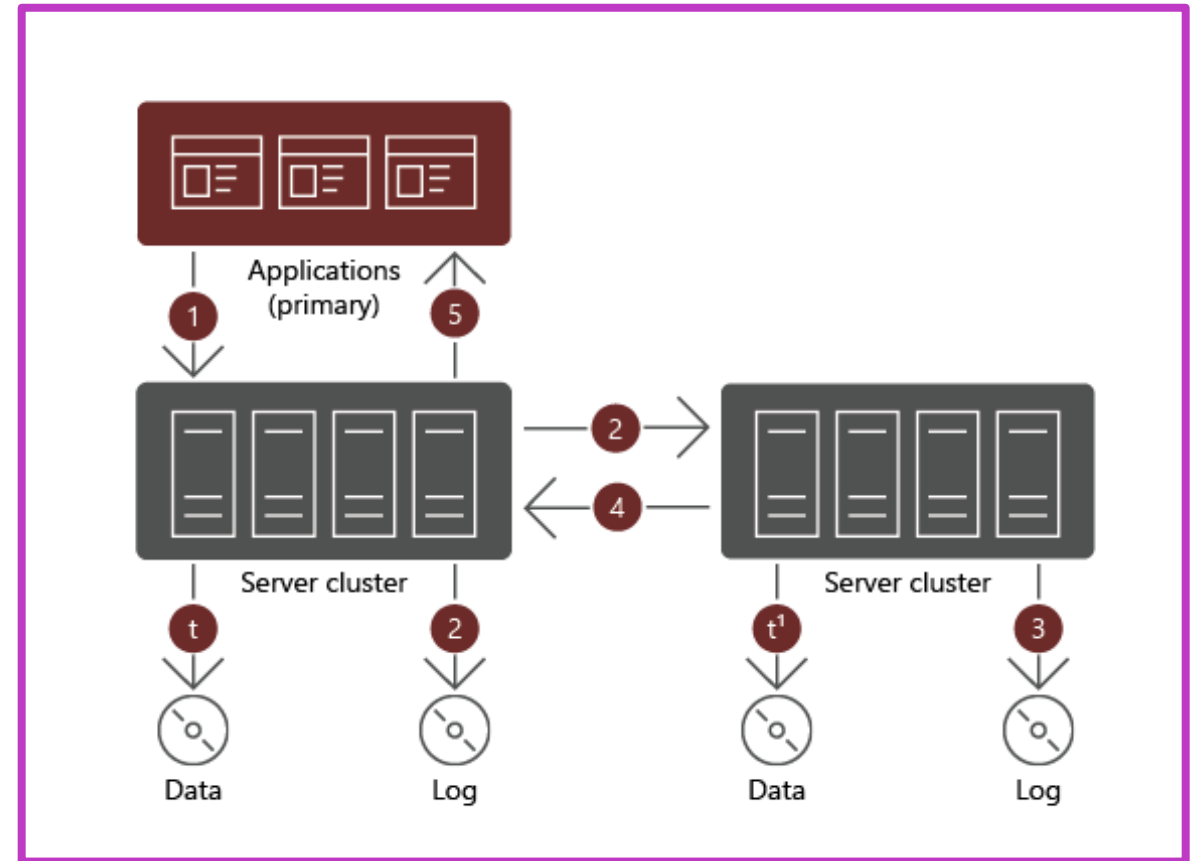 Applications
(primary)
1
5
2
4
Server cluster
Server cluster
t
2
t¹
3
Data
Log
Data
Log